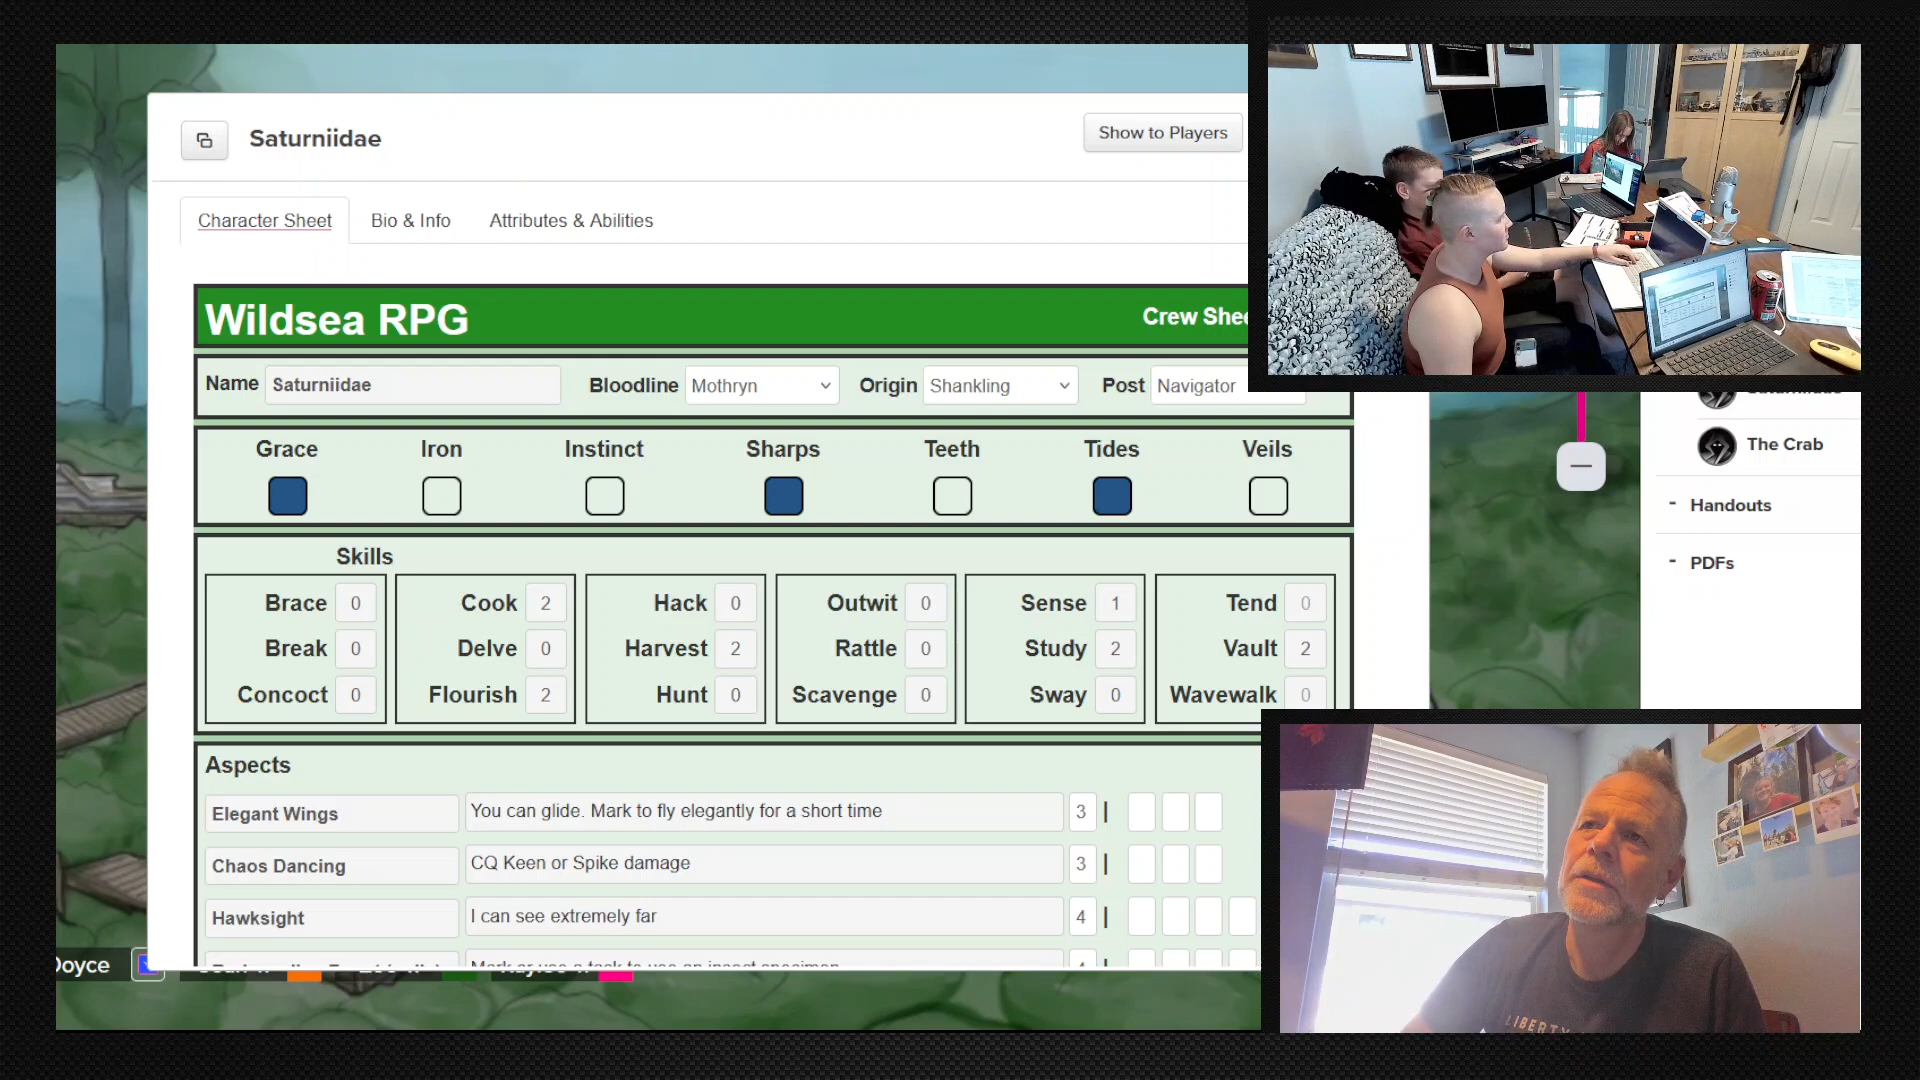 Saturniidae
Show to Players
Character Sheet Bio & Info Attributes & Abilities
Wildsea RPG
Crew
Name Saturniidae Bloodline Mothryn Origin Shankling Post Navigator
Grace Iron Instinct Sharps Teeth Tides Veils
Skills
Brace 0 Cook 2 Hack 0 Outwit 0 Sense 1 Tend 0
Break 0 Delve 0 Harvest 2 Rattle 0 Study 2 Vault 2
Concoct 0 Flourish 2 Hunt 0 Scavenge 0 Sway 0 Wavewalk 0
Aspects
Elegant Wings You can glide. Mark to fly elegantly for a short time 3 |
Chaos Dancing CQ Keen or Spike damage 3 |
Hawksight I can see extremely far 4 |
The Crab
- Handouts
- PDFs
LIBERTY